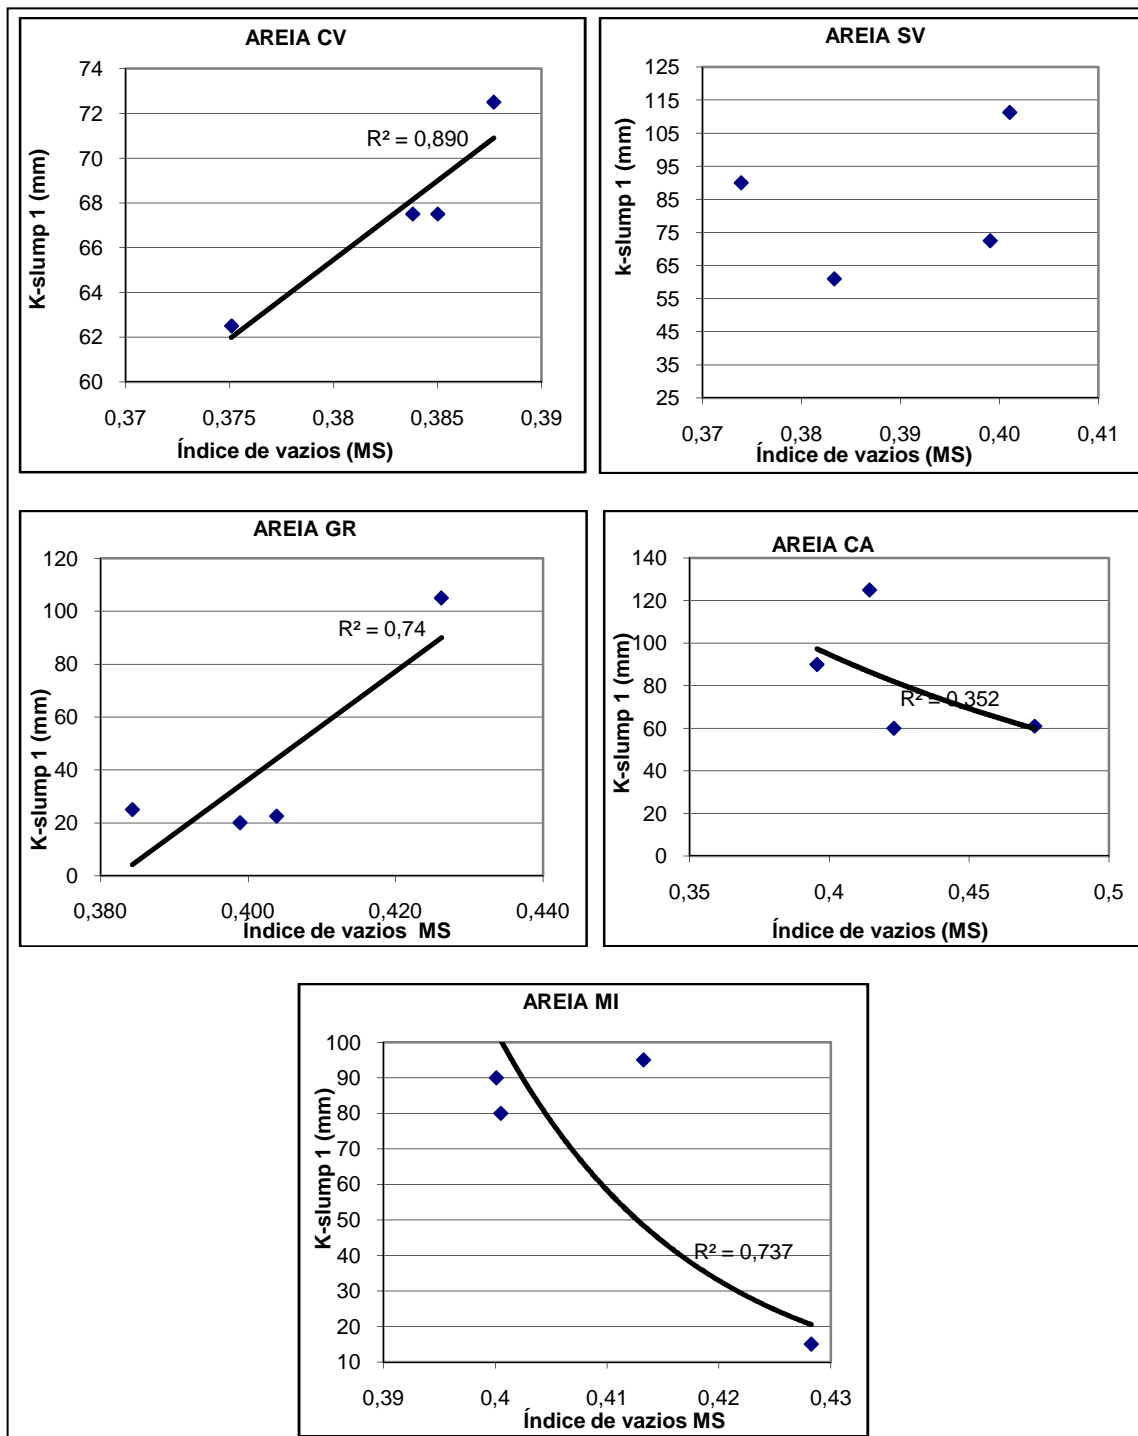 AREIA CV
K-slump 1 (mm)
74
72
70
68
66
64
62
60
R² = 0,890
0,37 0,375 0,38 0,385 0,39
Índice de vazios (MS)
AREIA SV
k-slump 1 (mm)
125
115
105
95
85
75
65
55
45
35
25
0,37 0,38 0,39 0,40 0,41
Índice de vazios (MS)
AREIA GR
K-slump 1 (mm)
120
100
80
60
40
20
0
R² = 0,74
0,380 0,400 0,420 0,440
Índice de vazios MS
AREIA CA
K-slump 1 (mm)
140
120
100
80
60
40
20
0
R² = 0,352
0,35 0,4 0,45 0,5
Índice de vazios (MS)
AREIA MI
K-slump 1 (mm)
100
90
80
70
60
50
40
30
20
10
R² = 0,737
0,39 0,4 0,41 0,42 0,43
Índice de vazios MS